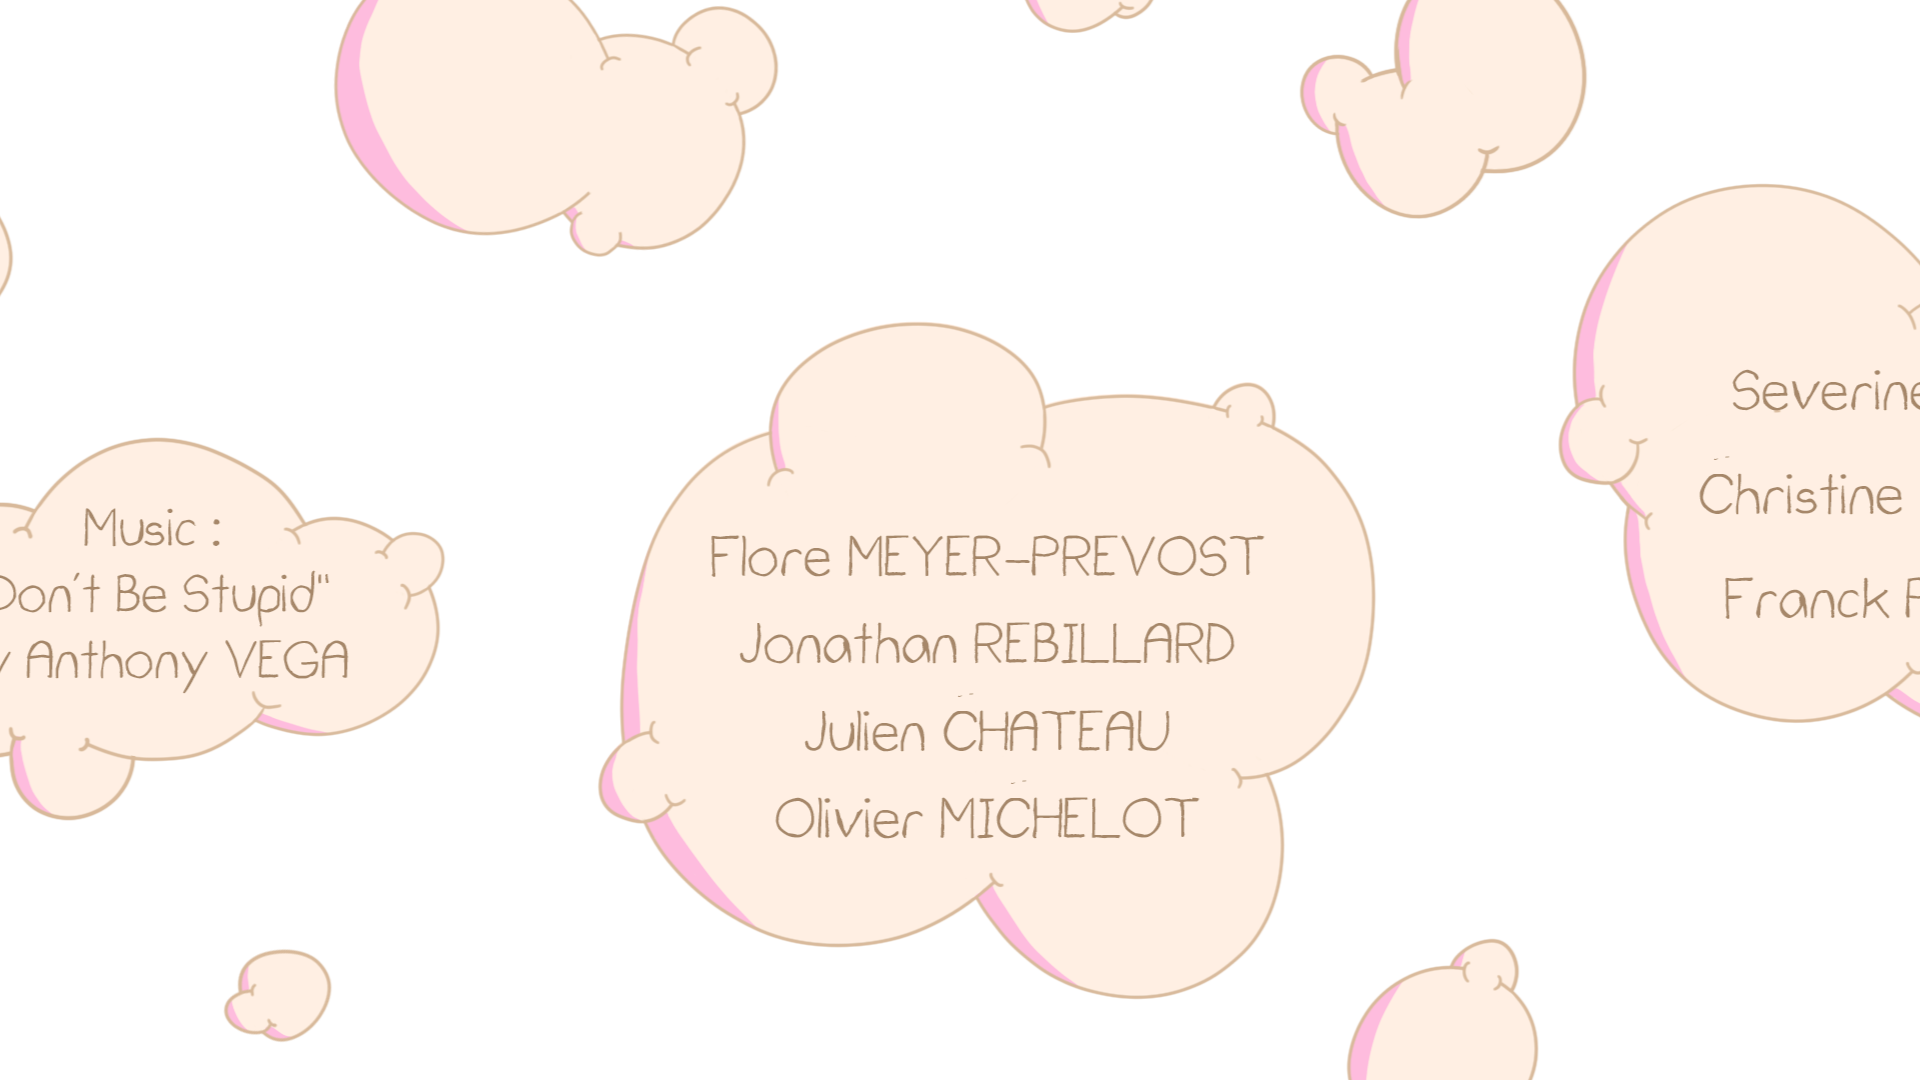 Music :
Don't Be Stupid"
Anthony VEGA
Flore MEYER-PREVOST
Jonathan REBILLARD
Julien CHATEAU
Olivier MICHELOT
Severine
Christine
Franck